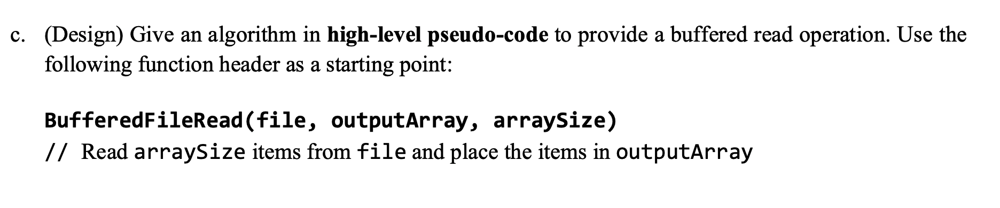 c. (Design) Give an algorithm in high-level pseudo-code to provide a buffered read operation. Use the
following function header as a starting point:
BufferedFileRead(file, outputArray, arraySize)
// Read arraySize items from file and place the items in outputArray